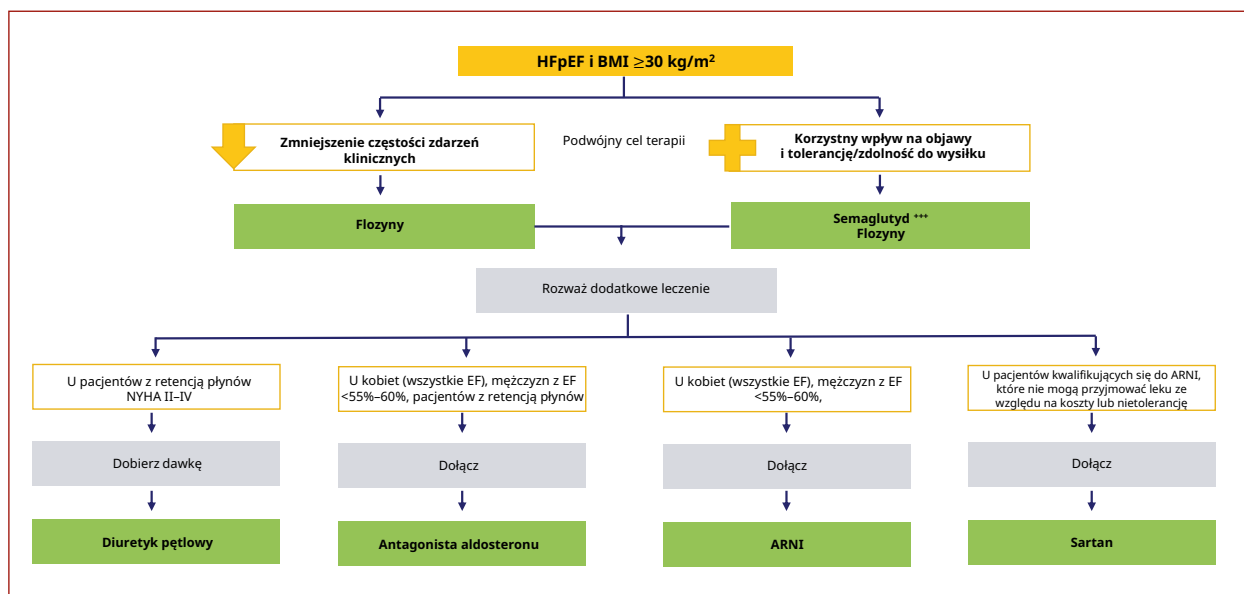 HFpEF i BMI ≥30 kg/m²
Zmniejszenie częstości zdarzeń
klinicznych
Podwójny cel terapii
Korzystny wpływ na objawy
i tolerancję/zdolność do wysiłku
Flozyny
Semaglutyd ⁺⁺⁺
Flozyny
Rozważ dodatkowe leczenie
U pacjentów z retencją płynów
NYHA II–IV
U kobiet (wszystkie EF), mężczyzn z EF
<55%–60%, pacjentów z retencją płynów
U kobiet (wszystkie EF), mężczyzn z EF
<55%–60%,
U pacjentów kwalifikujących się do ARNI,
które nie mogą przyjmować leku ze
względu na koszty lub nietolerancję
Dobierz dawkę
Dołącz
Dołącz
Dołącz
Diuretyk pętlowy
Antagonista aldosteronu
ARNI
Sartan